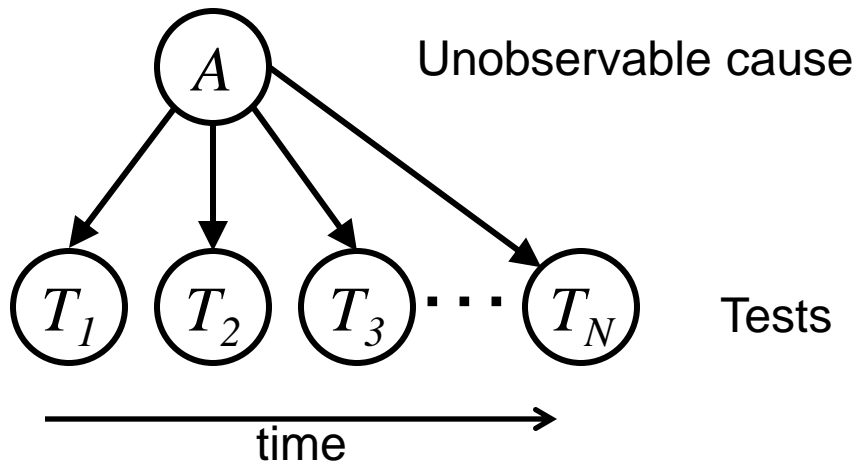 A
Unobservable cause
T1 T2 T3 ... TN
Tests
time